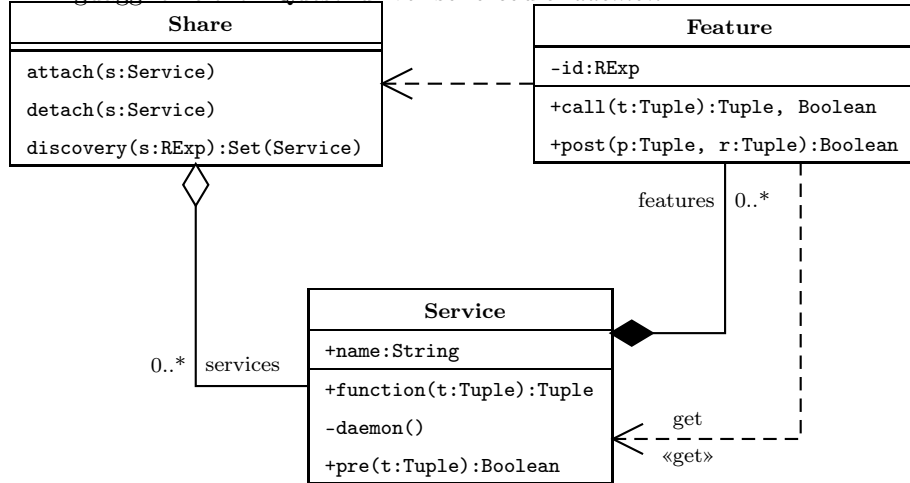 Share
attach(s:Service)
detach(s:Service)
discovery(s:RExp):Set(Service)
Feature
-id:RExp
+call(t:Tuple):Tuple, Boolean
+post(p:Tuple, r:Tuple):Boolean
features 0..*
Service
+name:String
+function(t:Tuple):Tuple
-daemon()
+pre(t:Tuple):Boolean
0..* services
get
«get»